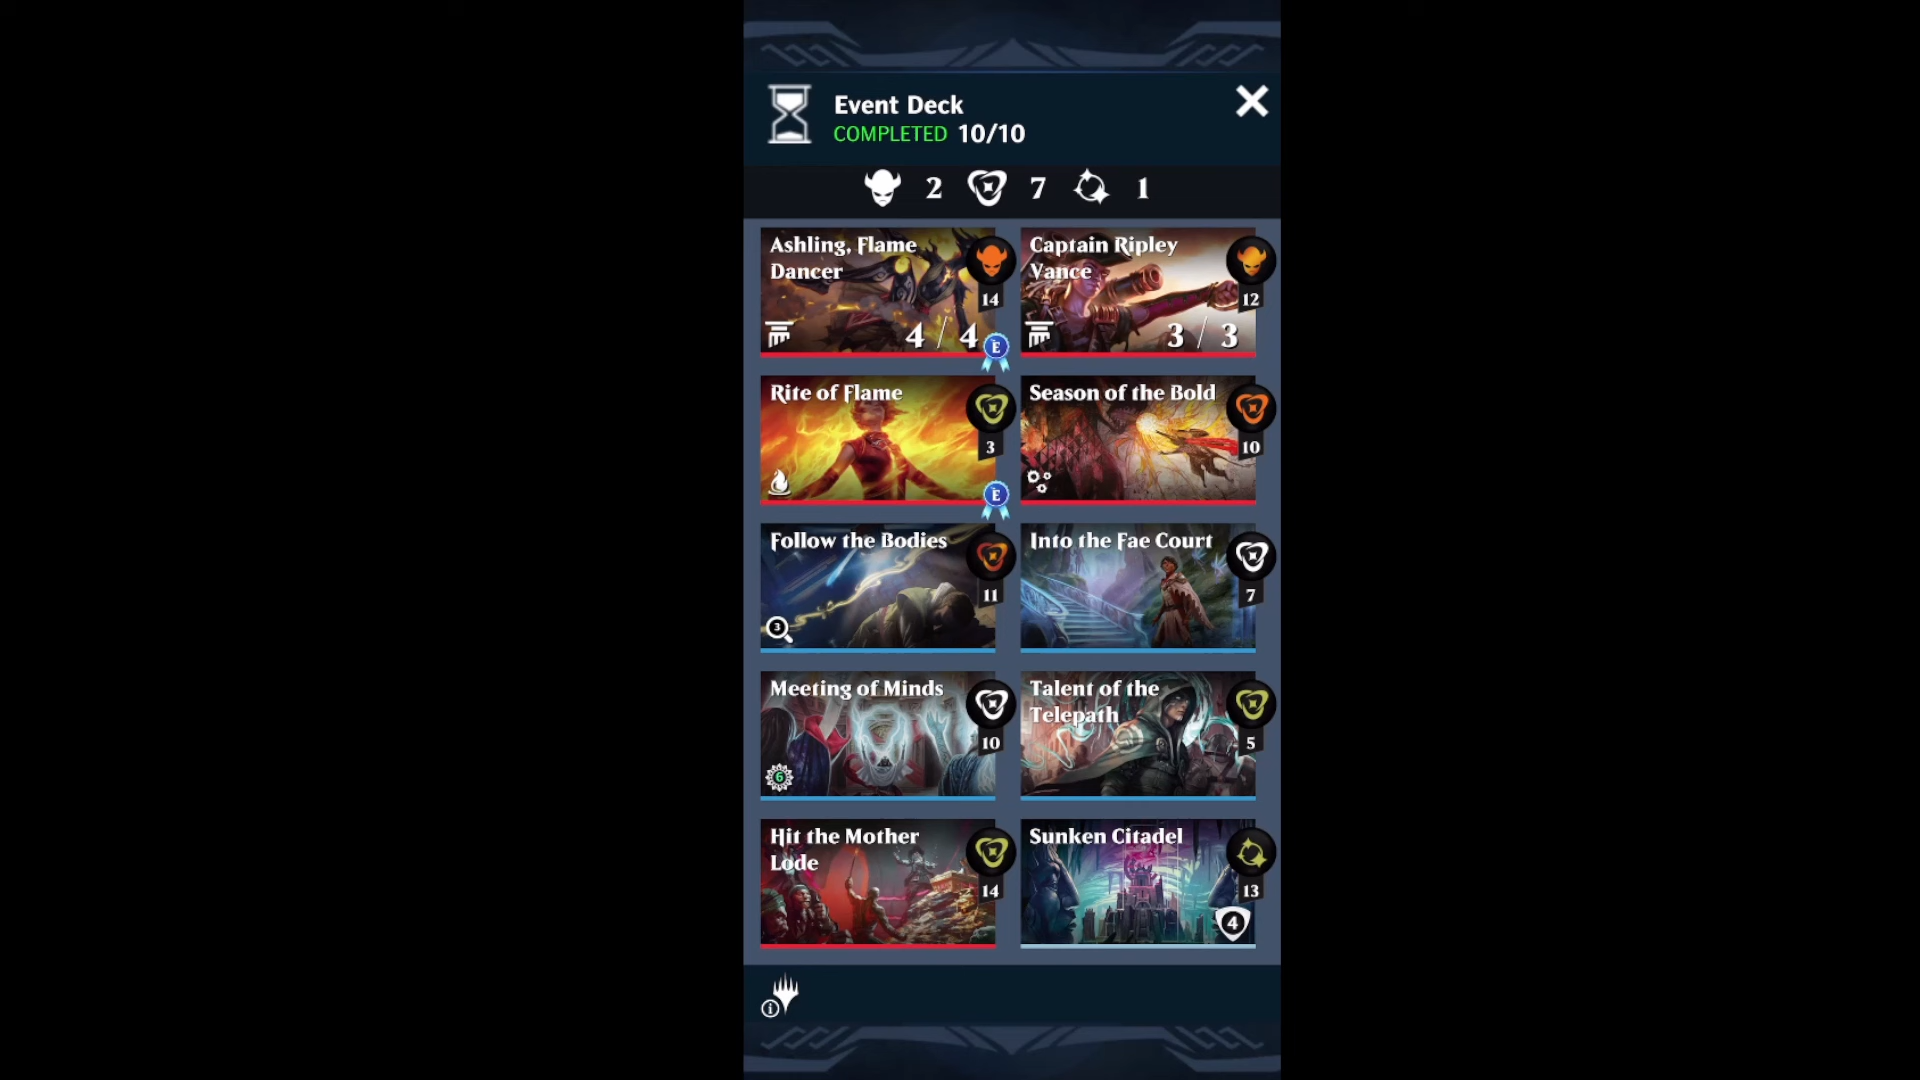 Event Deck
COMPLETED 10/10
2 7 1
Ashling, Flame
Dancer
14
4 / 4
E
Captain Ripley
Vance
12
3 / 3
Rite of Flame
3
E
Season of the Bold
10
Follow the Bodies
11
3
Into the Fae Court
7
Meeting of Minds
10
6
Talent of the
Telepath
5
Hit the Mother
Lode
14
Sunken Citadel
13
4
i